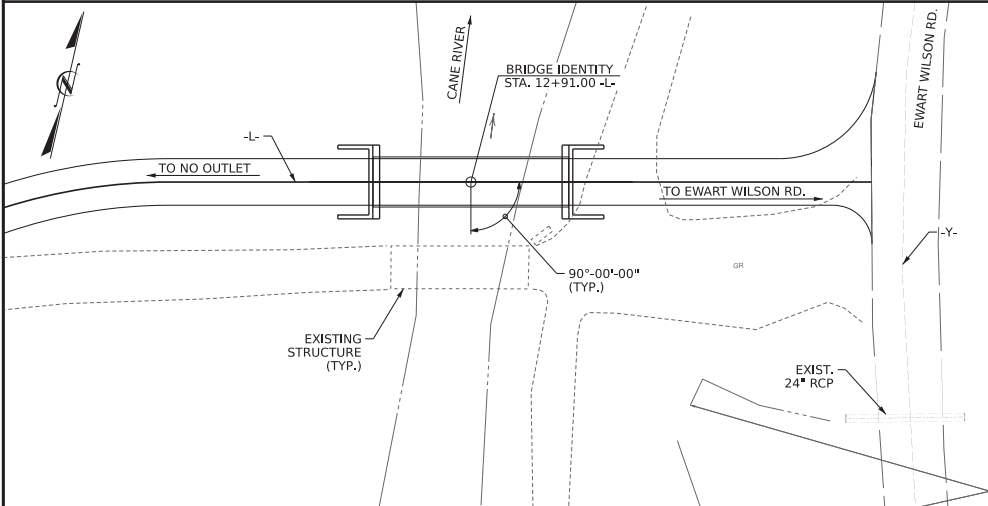 CANE RIVER
BRIDGE IDENTITY
STA. 12+91.00 -L-
EWART WILSON RD.
N
-L-
TO NO OUTLET
TO EWART WILSON RD.
-Y-
90°-00'-00"
(TYP.)
GR
EXISTING
STRUCTURE
(TYP.)
EXIST.
24" RCP